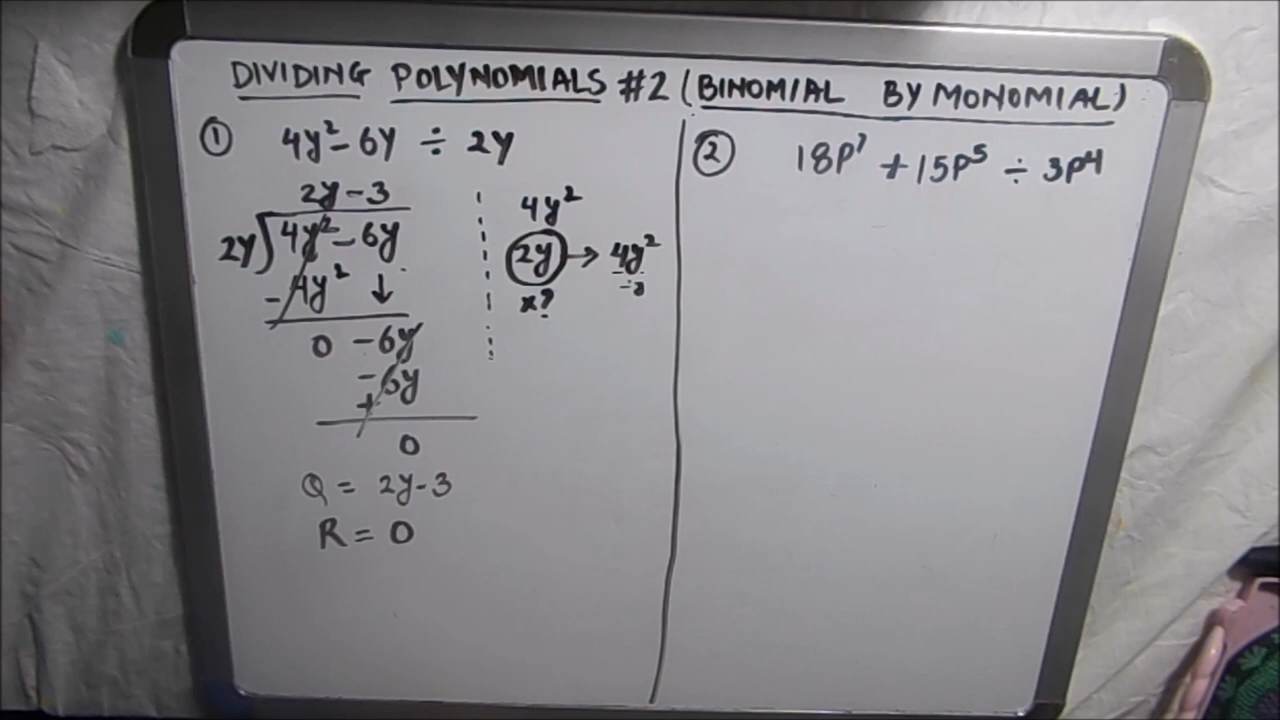 DIVIDING POLYNOMIALS #2 (BINOMIAL BY MONOMIAL)
① 4y² - 6y ÷ 2y
2y - 3
2y) 4y² - 6y
- 4y² ↓
0 - 6y
- 6y
+
0
Q = 2y - 3
R = 0
4y²
2y → 4y²
x?
② 18p⁷ + 15p⁵ ÷ 3p⁴